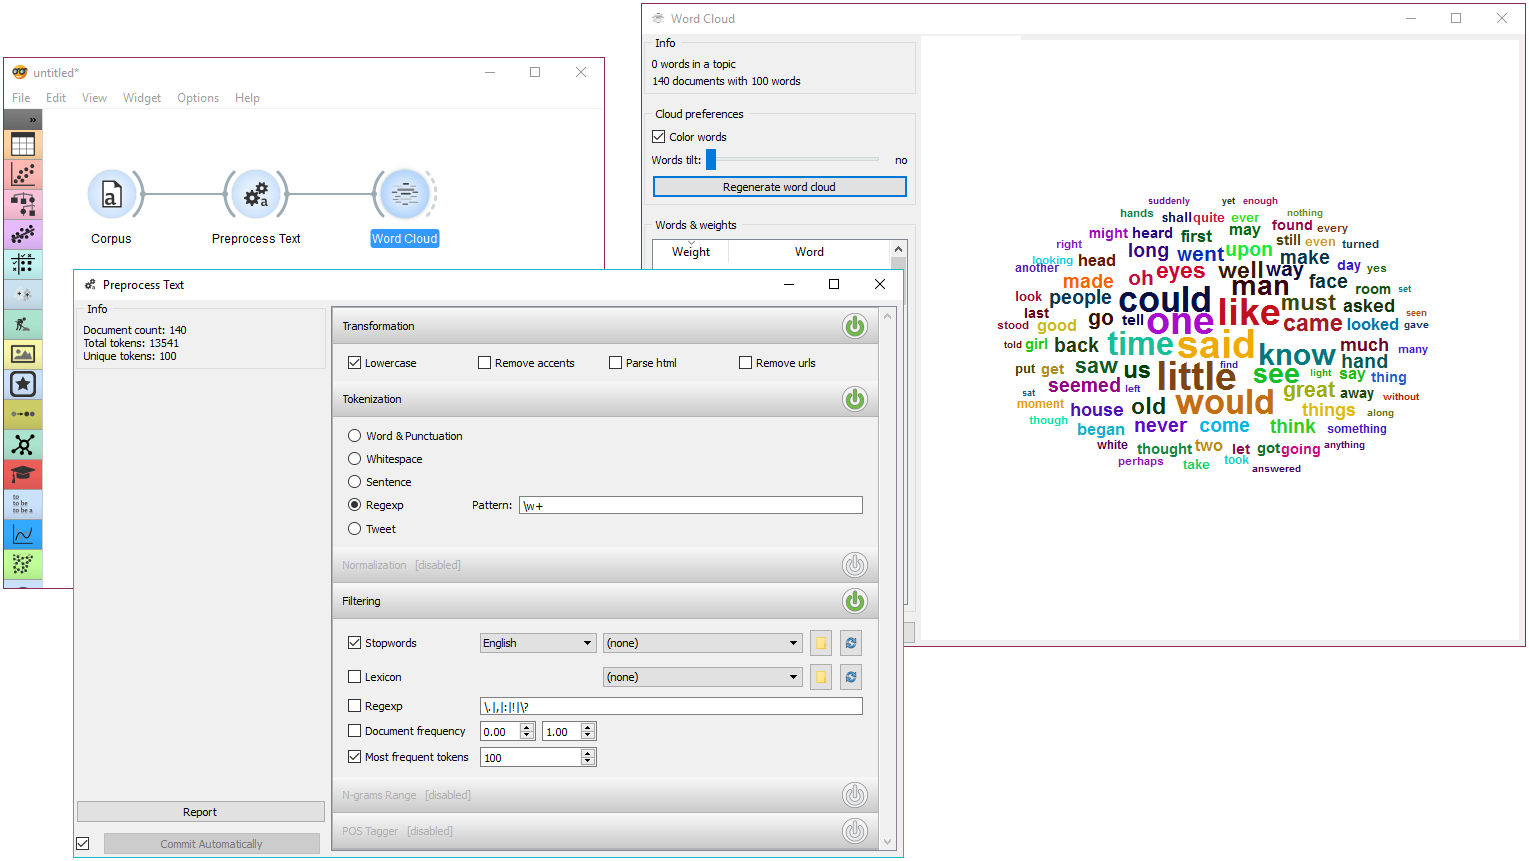 untitled*
File Edit View Widget Options Help
»
a
a
Corpus
Preprocess Text
Word Cloud
to
to be
to be a
Preprocess Text
Info
Document count: 140
Total tokens: 13541
Unique tokens: 100
Report
Commit Automatically
Transformation
Lowercase Remove accents Parse html Remove urls
Tokenization
Word & Punctuation
Whitespace
Sentence
Regexp Pattern: \w+
Tweet
Normalization [disabled]
Filtering
Stopwords English (none)
Lexicon (none)
Regexp \.|,|:|!|\?
Document frequency 0.00 1.00
Most frequent tokens 100
N-grams Range [disabled]
POS Tagger [disabled]
Word Cloud
Info
0 words in a topic
140 documents with 100 words
Cloud preferences
Color words
Words tilt: no
Regenerate word cloud
Words & weights
Weight Word
suddenly yet enough
hands shall quite ever nothing
might heard first may found every
right long went upon still even turned
looking head oh eyes well way make day yes
another made man face room set
look people could like must asked seen
last go tell one came looked gave
stood good
told girl back time said know much many
put get saw us little find see light say thing hand
sat seemed left would great away without
moment house old things along
though began never come think something
white thought two let got going anything
perhaps take took answered